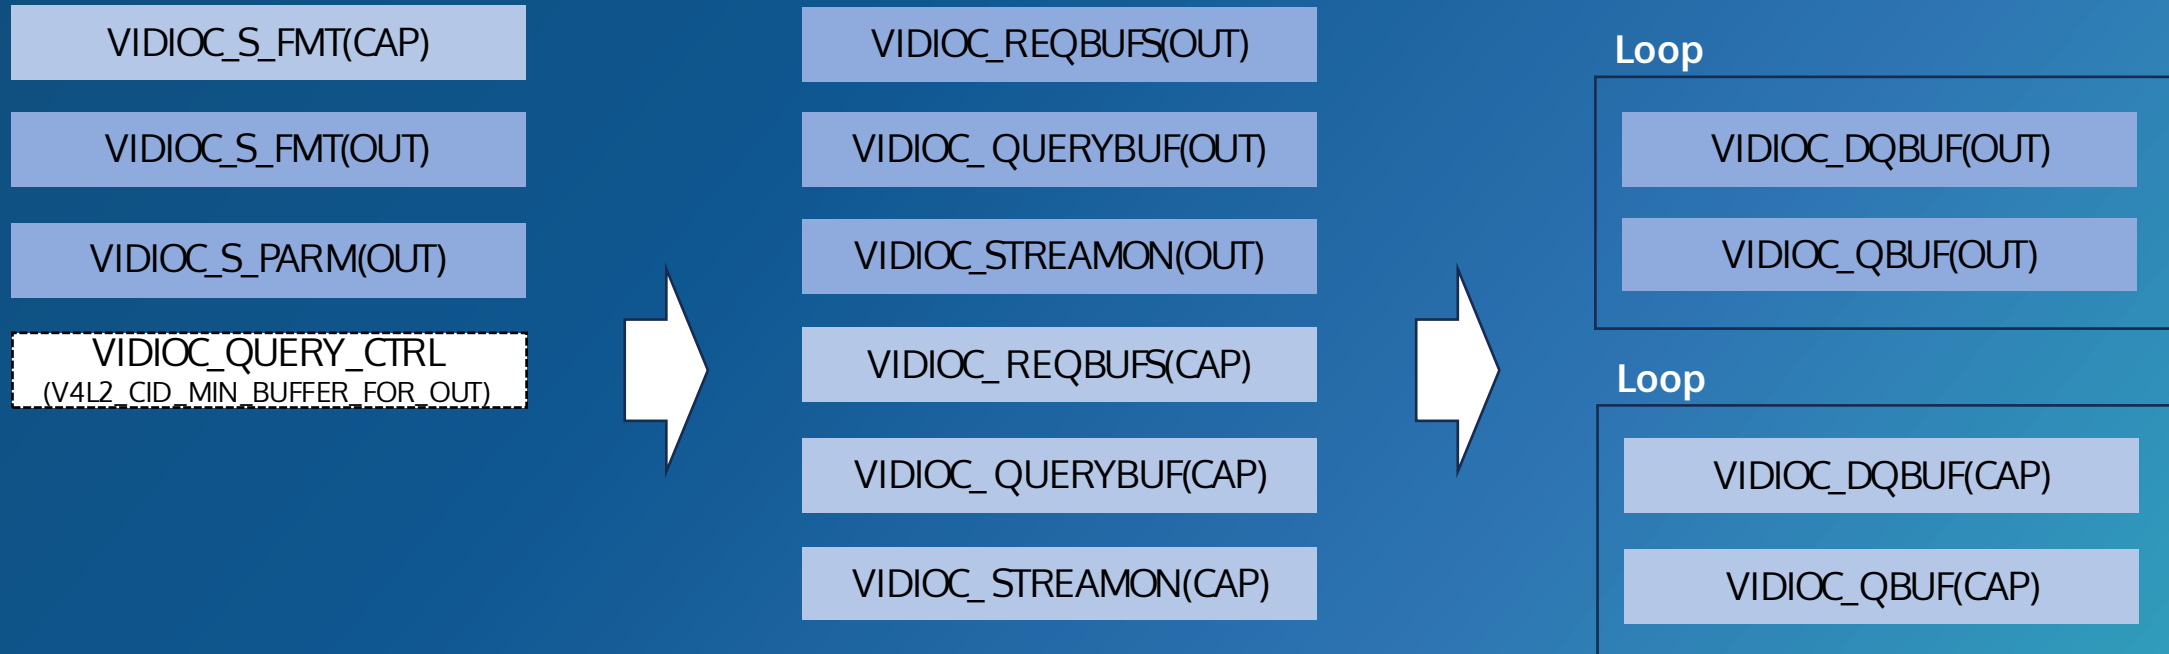 VIDIOC_S_FMT(CAP)
VIDIOC_S_FMT(OUT)
VIDIOC_S_PARM(OUT)
VIDIOC_QUERY_CTRL
(V4L2_CID_MIN_BUFFER_FOR_OUT)
VIDIOC_REQBUFS(OUT)
VIDIOC_ QUERYBUF(OUT)
VIDIOC_STREAMON(OUT)
VIDIOC_ REQBUFS(CAP)
VIDIOC_ QUERYBUF(CAP)
VIDIOC_ STREAMON(CAP)
Loop
VIDIOC_DQBUF(OUT)
VIDIOC_QBUF(OUT)
Loop
VIDIOC_DQBUF(CAP)
VIDIOC_QBUF(CAP)